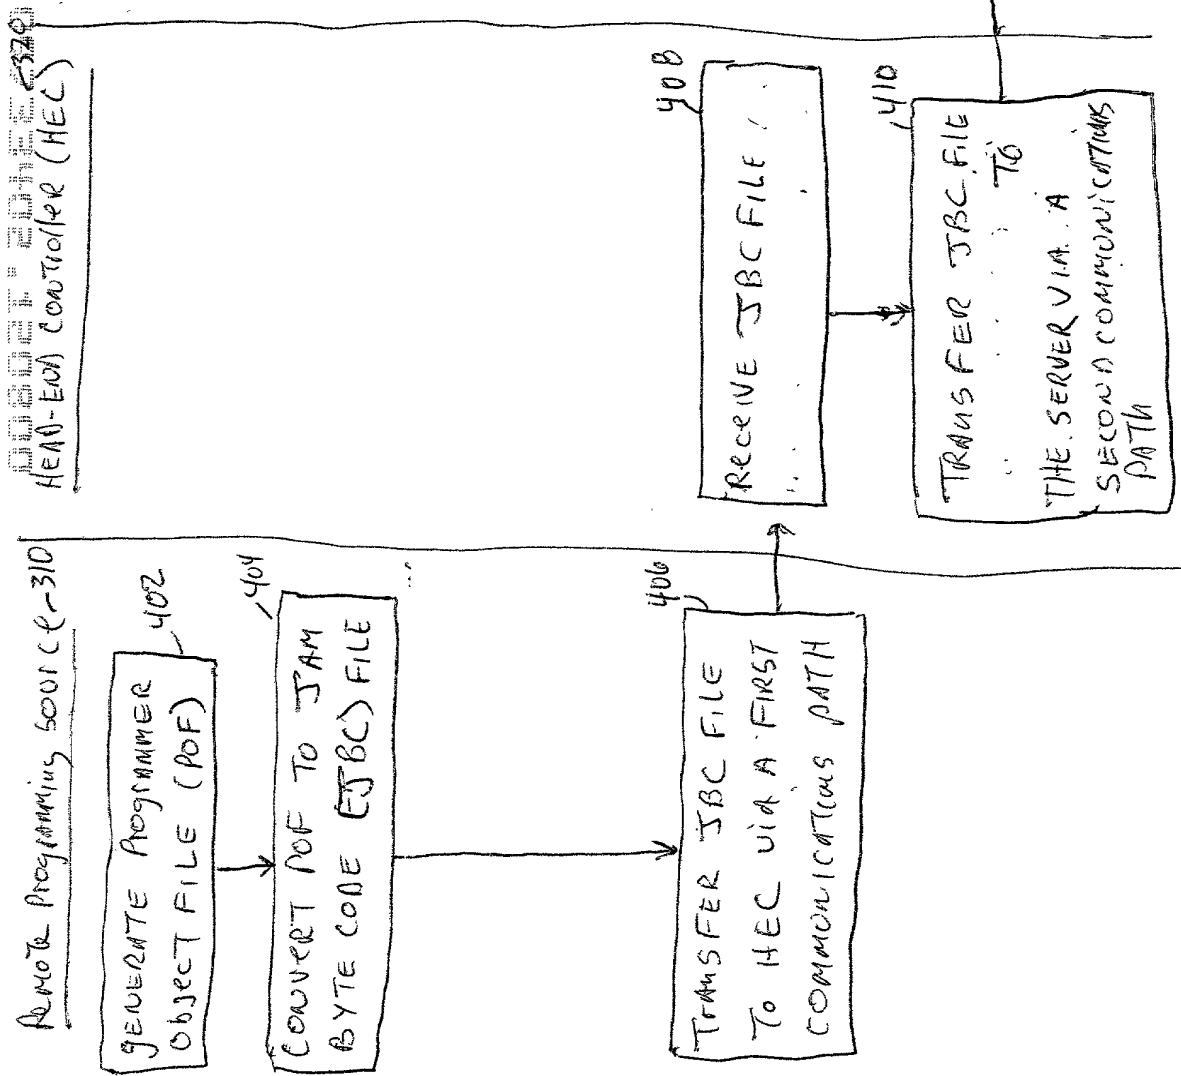 Remote Programming Source 310
402
GENERATE PROGRAMMER
OBJECT FILE (POF)
404
CONVERT POF TO JAM
BYTE CODE (JBC) FILE
...
406
TRANSFER JBC FILE
TO HEC VIA A FIRST
COMMUNICATIONS PATH
320
HEAD-END CONTROLLER (HEC)
408
RECEIVE JBC FILE
410
TRANSFER JBC FILE
TO
THE SERVER VIA A
SECOND COMMUNICATIONS
PATH